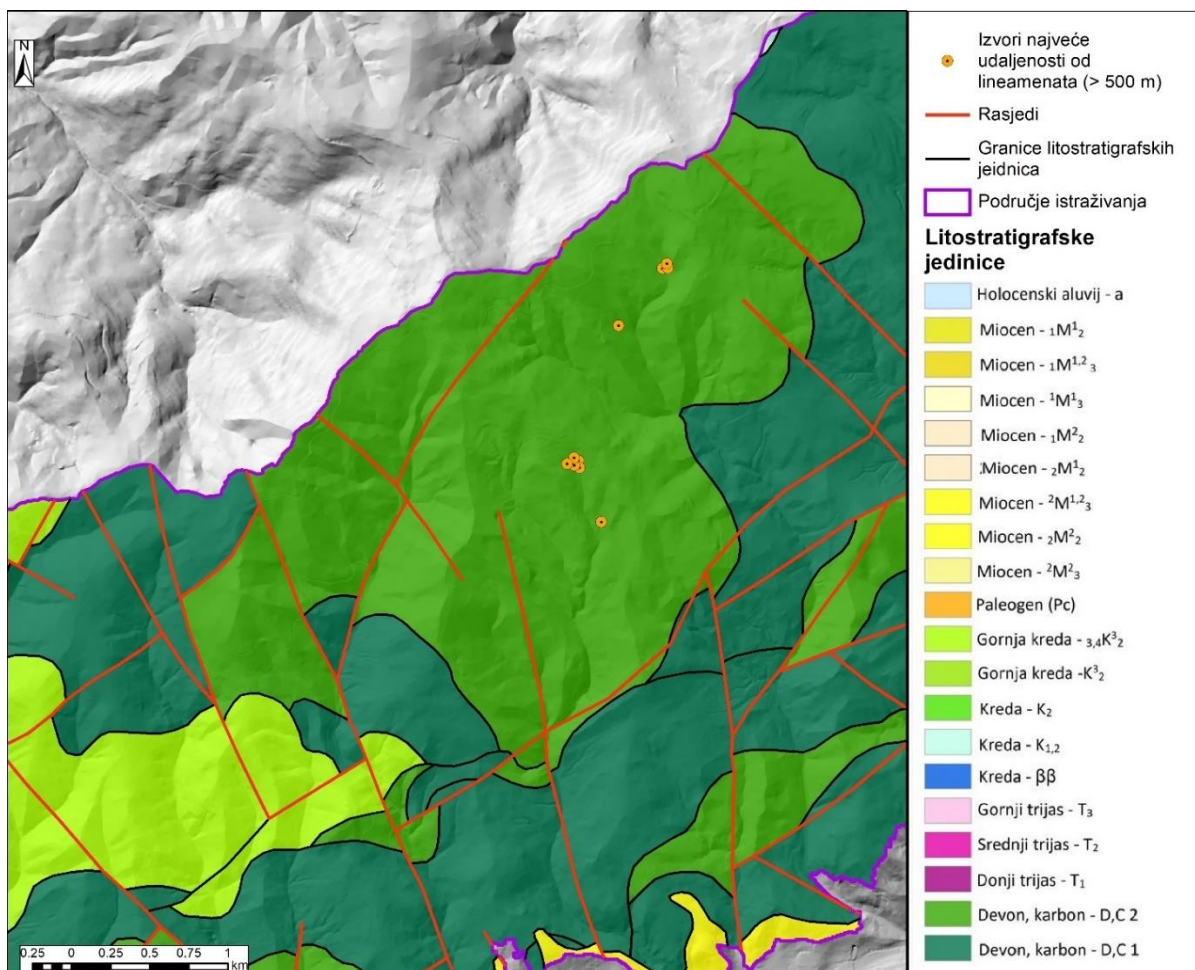 N
Izvori najveće
udaljenosti od
lineamenata (> 500 m)
Rasjedi
Granice litostratigrafskih
jeidnica
Područje istraživanja
Litostratigrafske
jedinice
Holocenski aluvij - a
Miocen - ₁M¹₂
Miocen - ₁M¹,²₃
Miocen - ¹M¹₃
Miocen - ₁M²₂
Miocen - ₂M¹₂
Miocen - ²M¹,²₃
Miocen - ₂M²₂
Miocen - ²M²₃
Paleogen (Pc)
Gornja kreda - ₃,₄K³₂
Gornja kreda -K³₂
Kreda - K₂
Kreda - K₁,₂
Kreda - ββ
Gornji trijas - T₃
Srednji trijas - T₂
Donji trijas - T₁
Devon, karbon - D,C 2
Devon, karbon - D,C 1
0.25 0 0.25 0.5 0.75 1
km